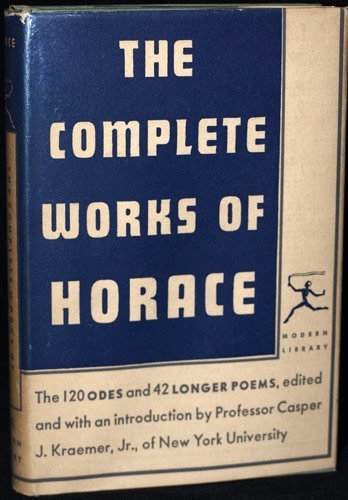 THE
COMPLETE
WORKS OF
HORACE
MODERN
LIBRARY
The 120 ODES and 42 LONGER POEMS, edited
and with an introduction by Professor Casper
J. Kraemer, Jr., of New York University